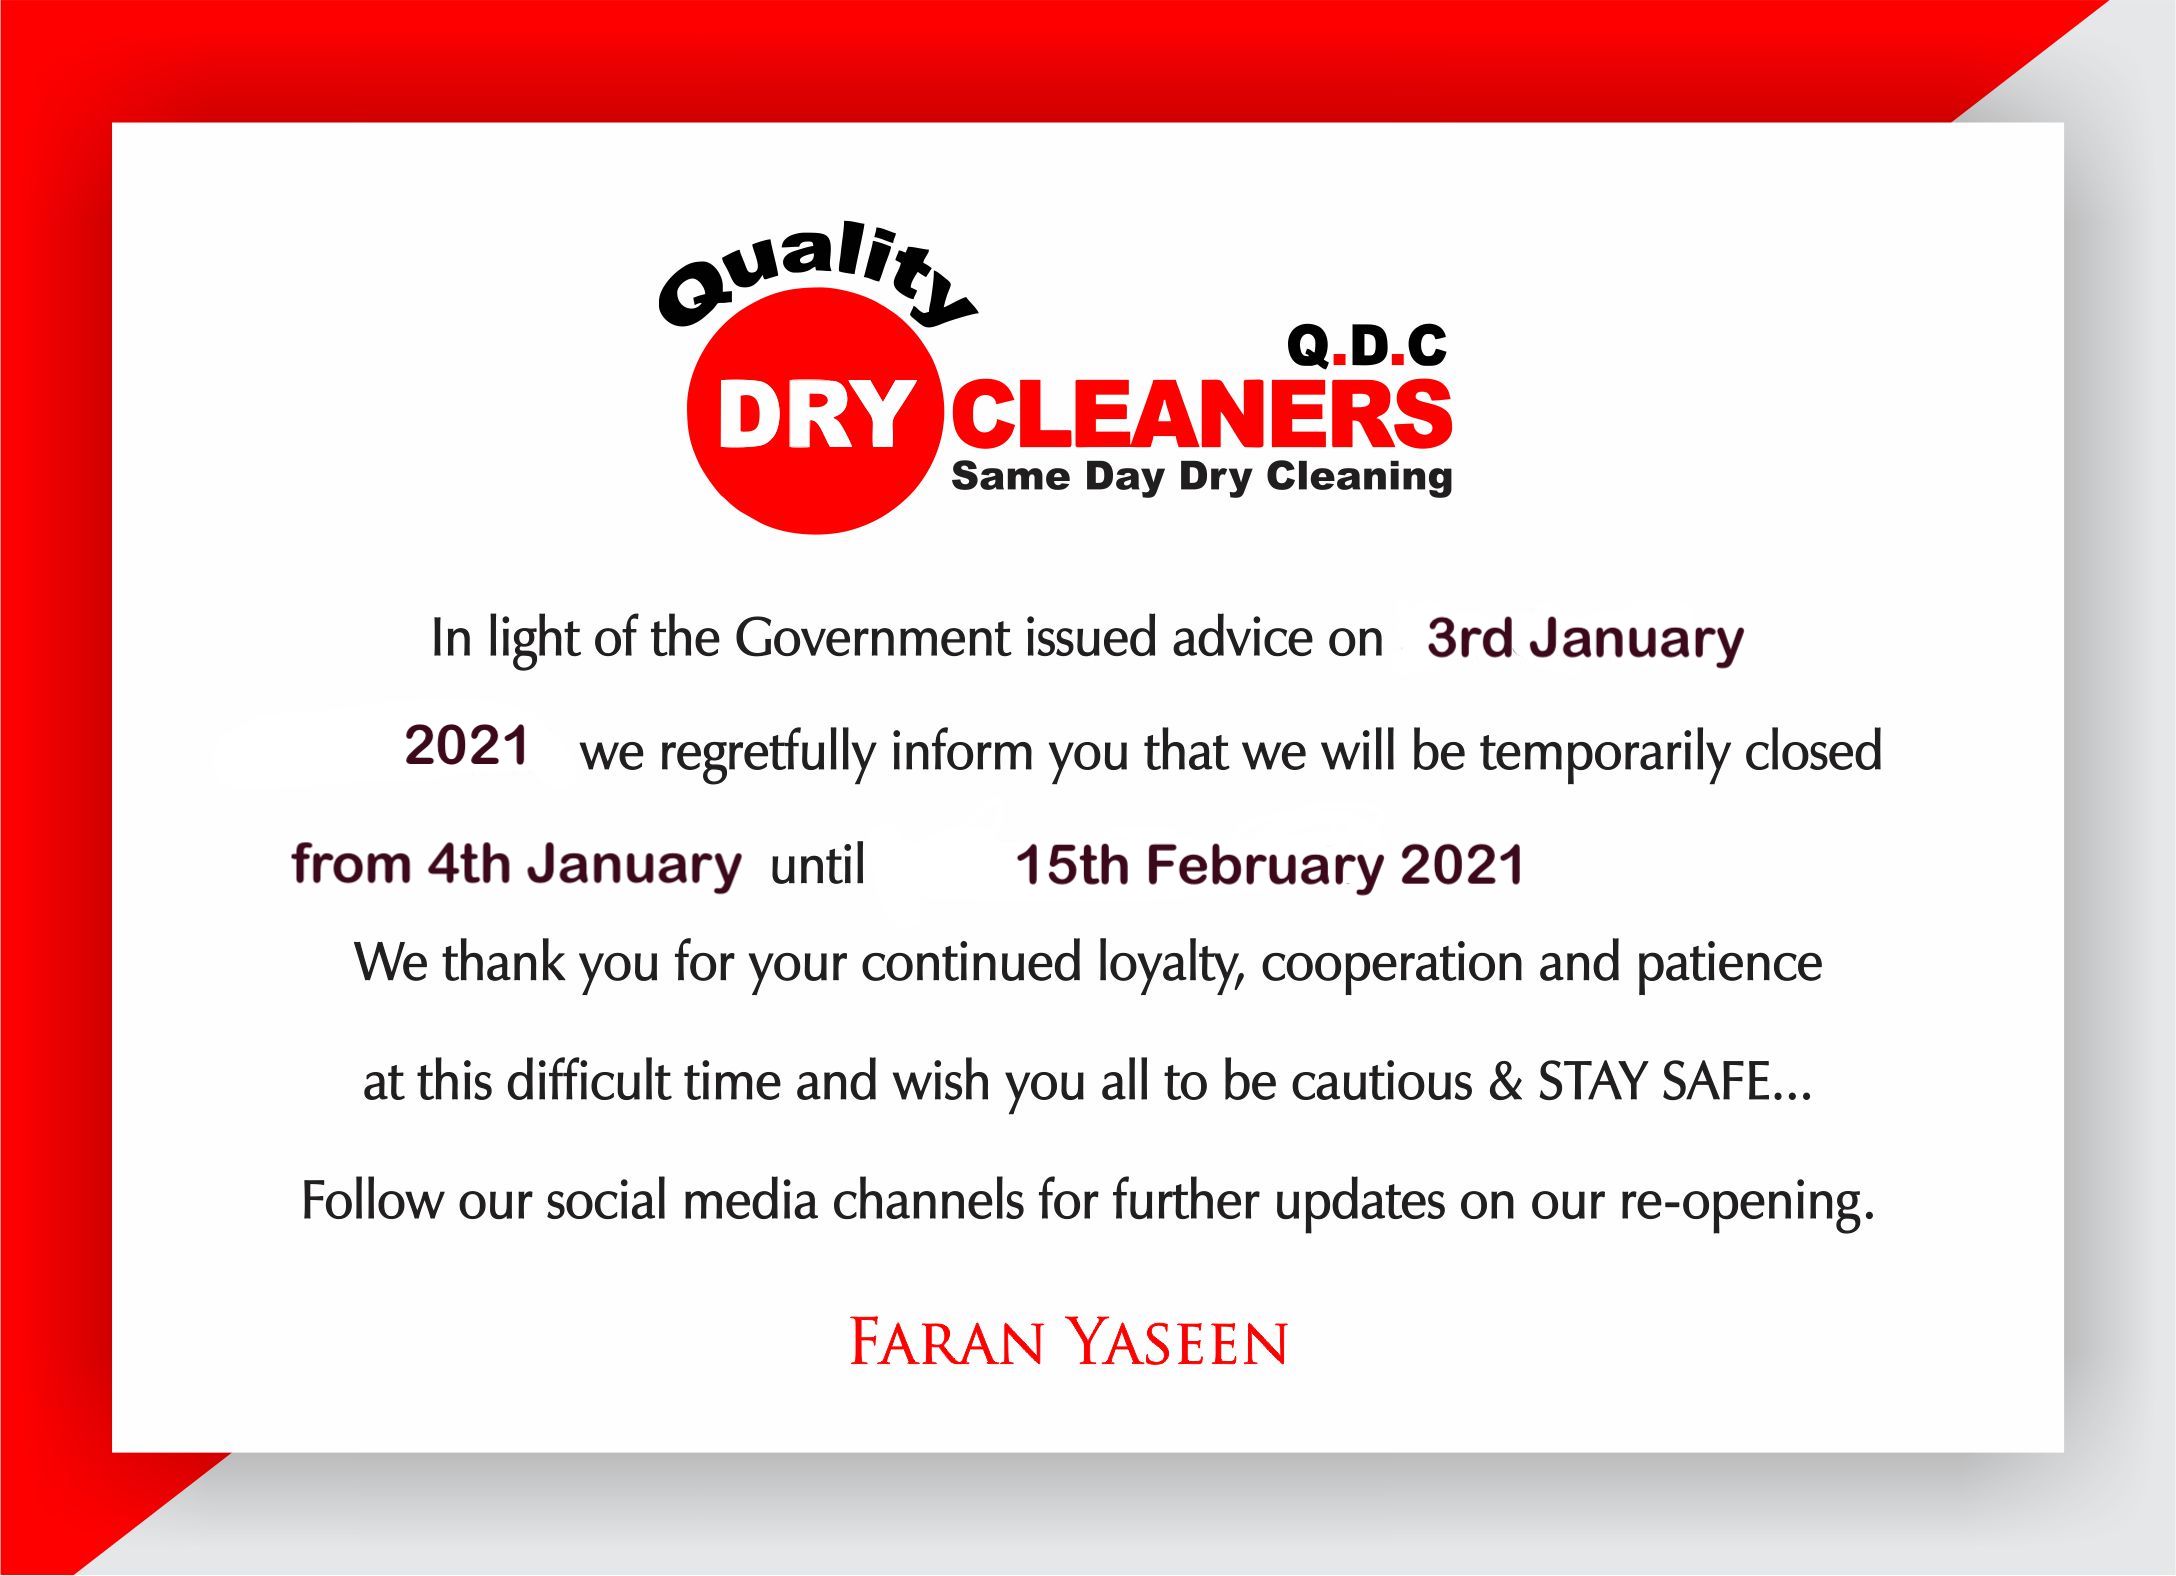 Quality
Q.D.C
DRY CLEANERS
Same Day Dry Cleaning
In light of the Government issued advice on 3rd January
2021 we regretfully inform you that we will be temporarily closed
from 4th January until 15th February 2021
We thank you for your continued loyalty, cooperation and patience
at this difficult time and wish you all to be cautious & STAY SAFE...
Follow our social media channels for further updates on our re-opening.
FARAN YASEEN